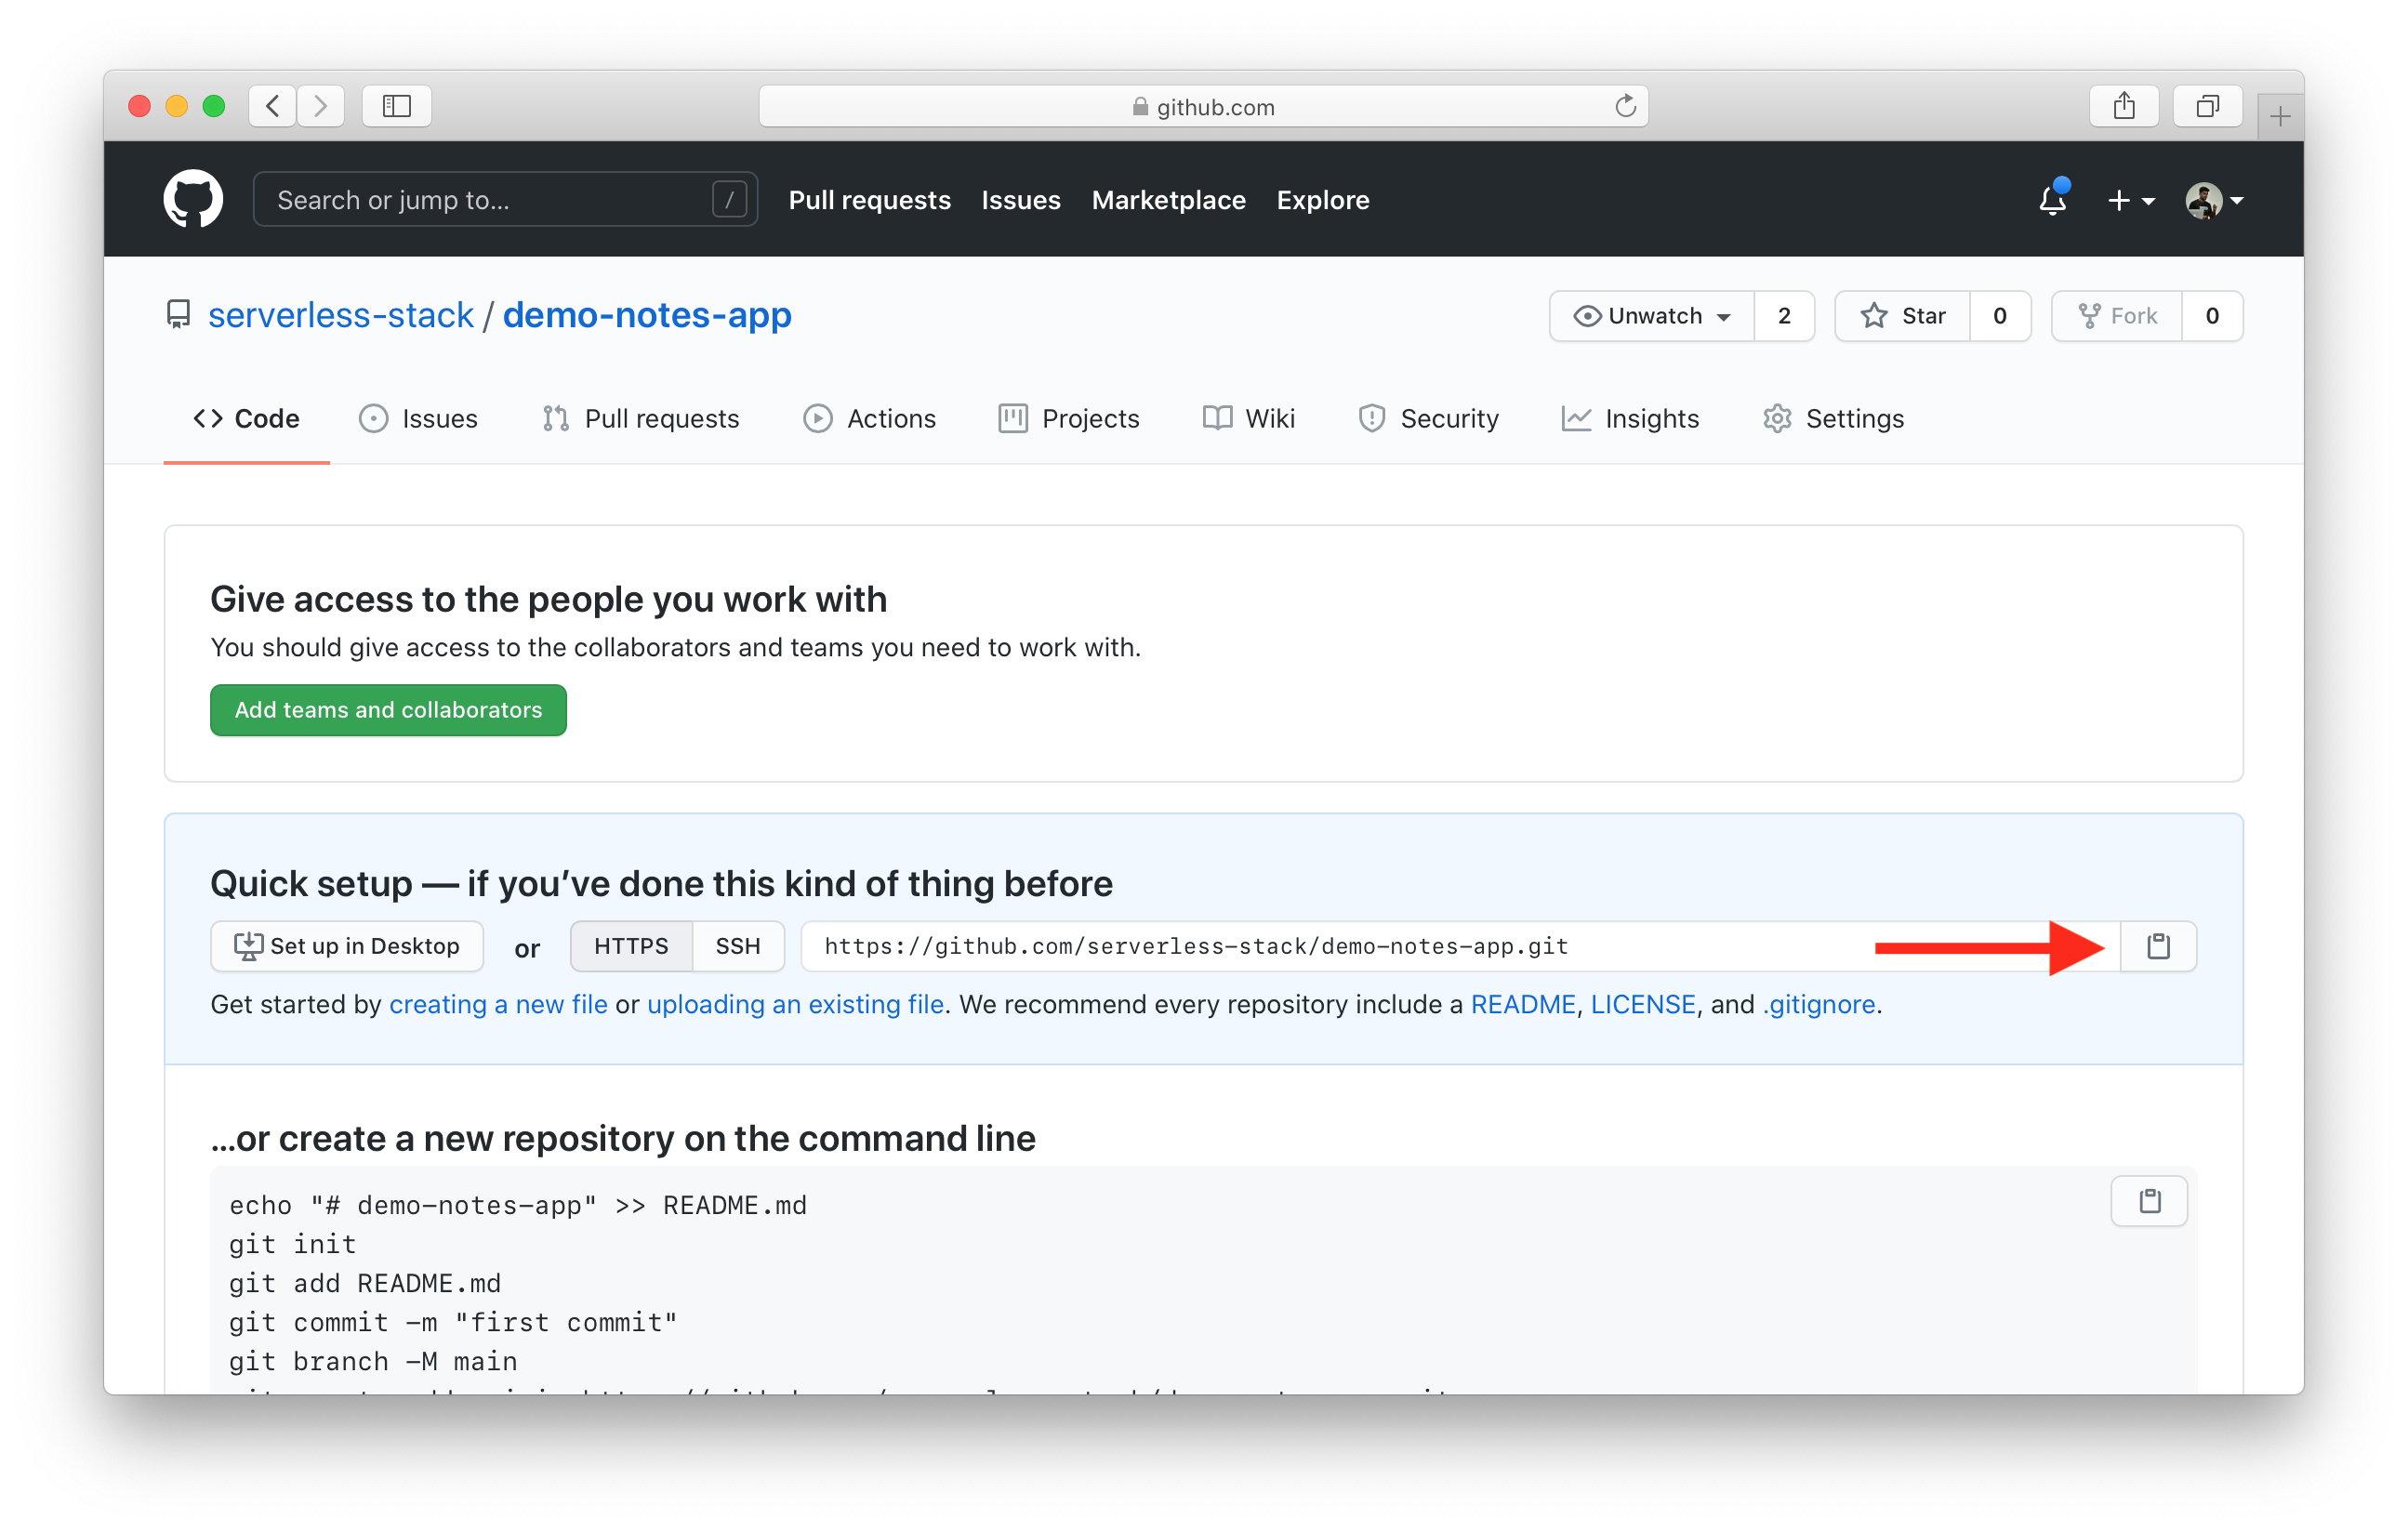 github.com
Search or jump to... /
Pull requests Issues Marketplace Explore
serverless-stack / demo-notes-app
Unwatch 2 Star 0 Fork 0
Code Issues Pull requests Actions Projects Wiki Security Insights Settings
Give access to the people you work with
You should give access to the collaborators and teams you need to work with.
Add teams and collaborators
Quick setup — if you’ve done this kind of thing before
Set up in Desktop or HTTPS SSH https://github.com/serverless-stack/demo-notes-app.git
Get started by creating a new file or uploading an existing file. We recommend every repository include a README, LICENSE, and .gitignore.
…or create a new repository on the command line
echo "# demo-notes-app" >> README.md
git init
git add README.md
git commit -m "first commit"
git branch -M main